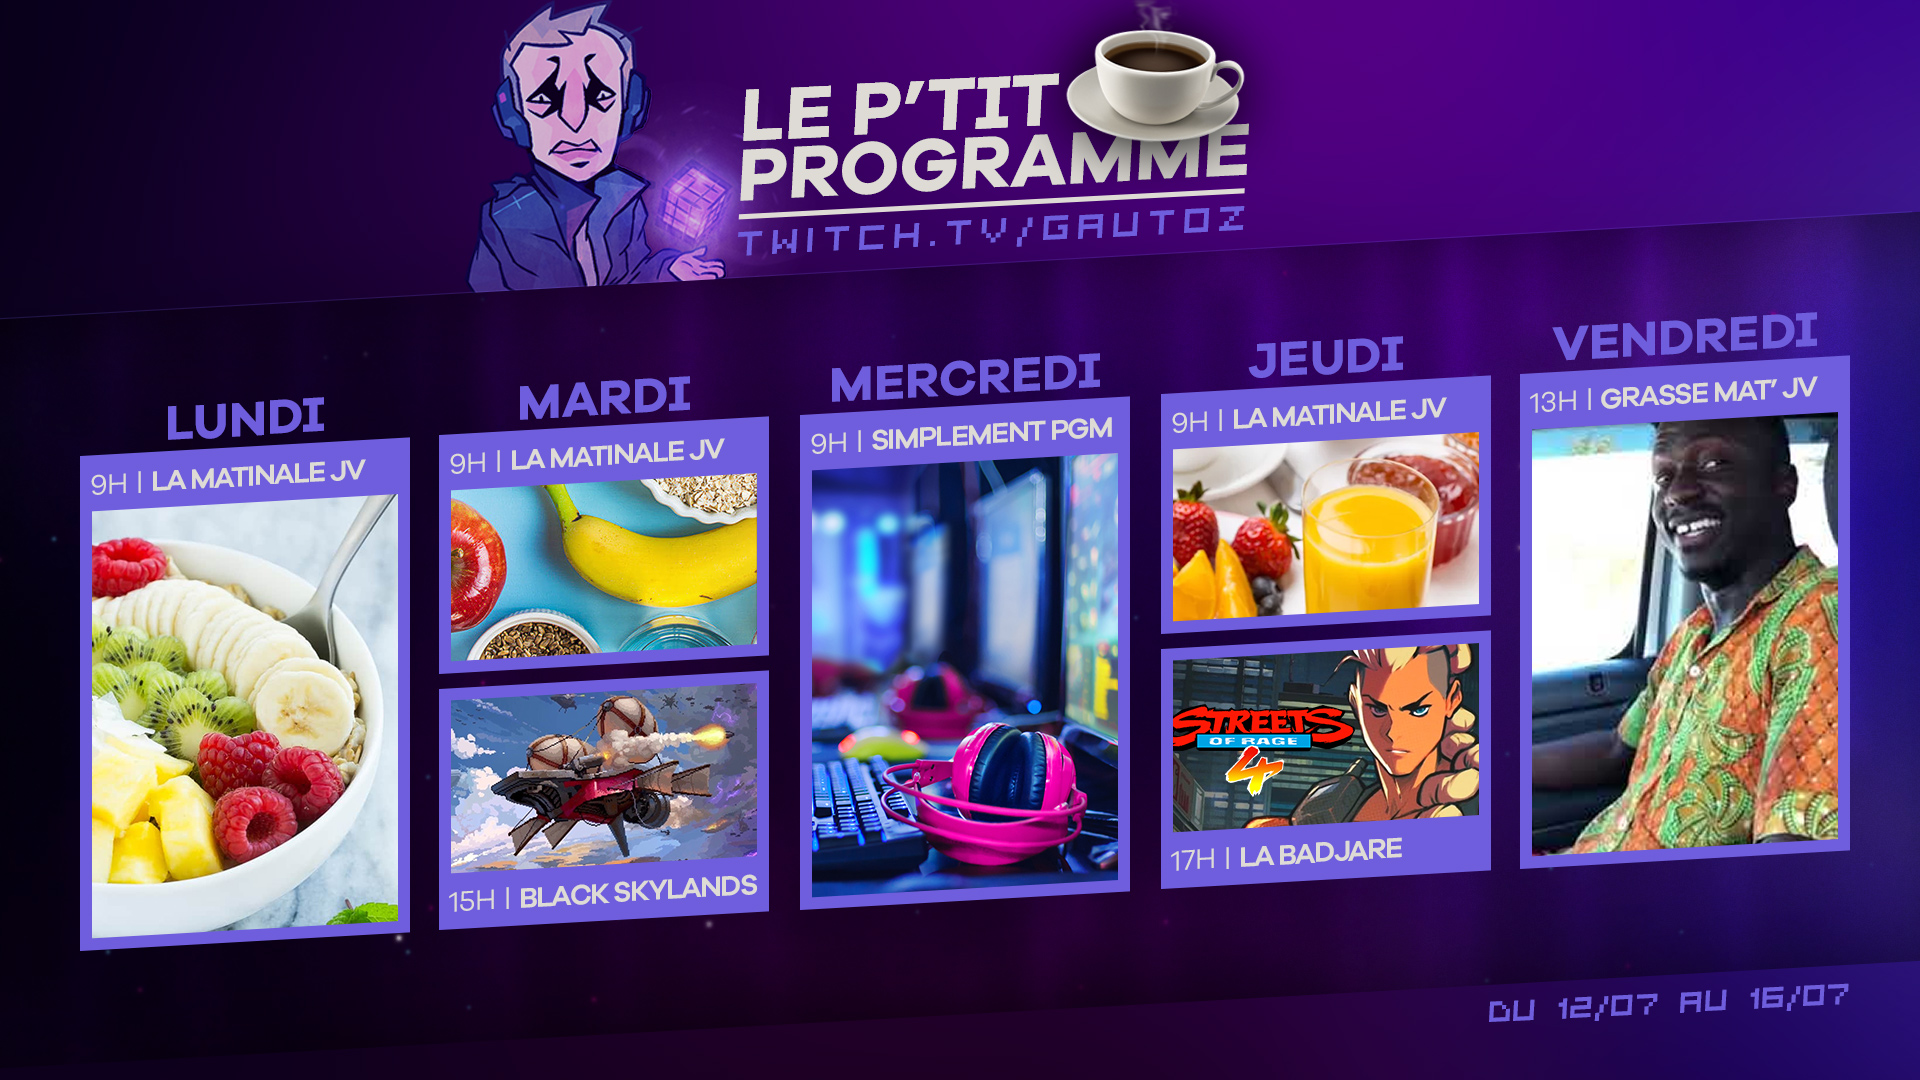 LE P'TIT
PROGRAMME
TWITCH.TV/GAUTOZ
LUNDI
9H | LA MATINALE JV
MARDI
9H | LA MATINALE JV
15H | BLACK SKYLANDS
MERCREDI
9H | SIMPLEMENT PGM
JEUDI
9H | LA MATINALE JV
STREETS
OF RAGE
4
17H | LA BADJARE
VENDREDI
13H | GRASSE MAT' JV
DU 12/07 AU 16/07